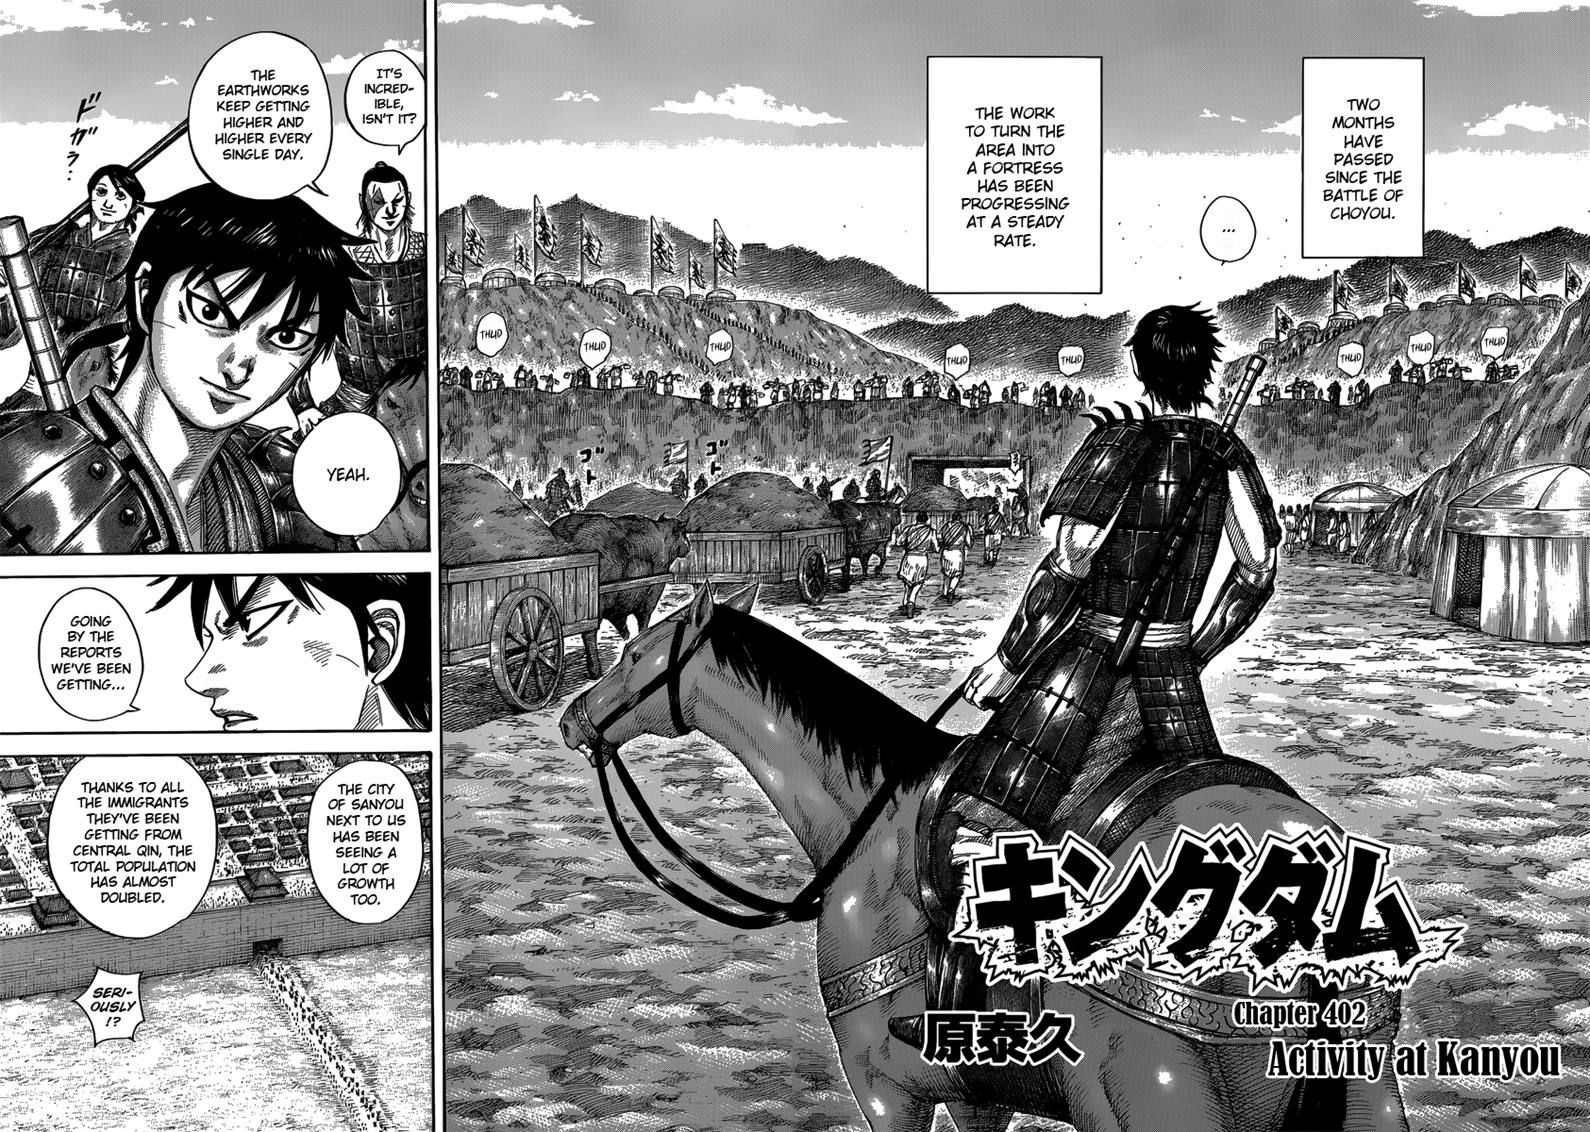 TWO
MONTHS
HAVE
PASSED
SINCE THE
BATTLE OF
CHOYOU.
...
THE WORK
TO TURN THE
AREA INTO
A FORTRESS
HAS BEEN
PROGRESSING
AT A STEADY
RATE.
THUD
THUD
THUD
THUD
THUD
THUD
THUD
THUD
ゴト
ゴト
キングダム
Chapter 402
Activity at Kanyou
原泰久
IT'S
INCRED-
IBLE,
ISN'T IT?
THE
EARTHWORKS
KEEP GETTING
HIGHER AND
HIGHER EVERY
SINGLE DAY.
YEAH.
GOING
BY THE
REPORTS
WE'VE BEEN
GETTING...
THE CITY
OF SANYOU
NEXT TO US
HAS BEEN
SEEING A
LOT OF
GROWTH
TOO.
THANKS TO ALL
THE IMMIGRANTS
THEY'VE BEEN
GETTING FROM
CENTRAL QIN, THE
TOTAL POPULATION
HAS ALMOST
DOUBLED.
SERI-
OUSLY
!?